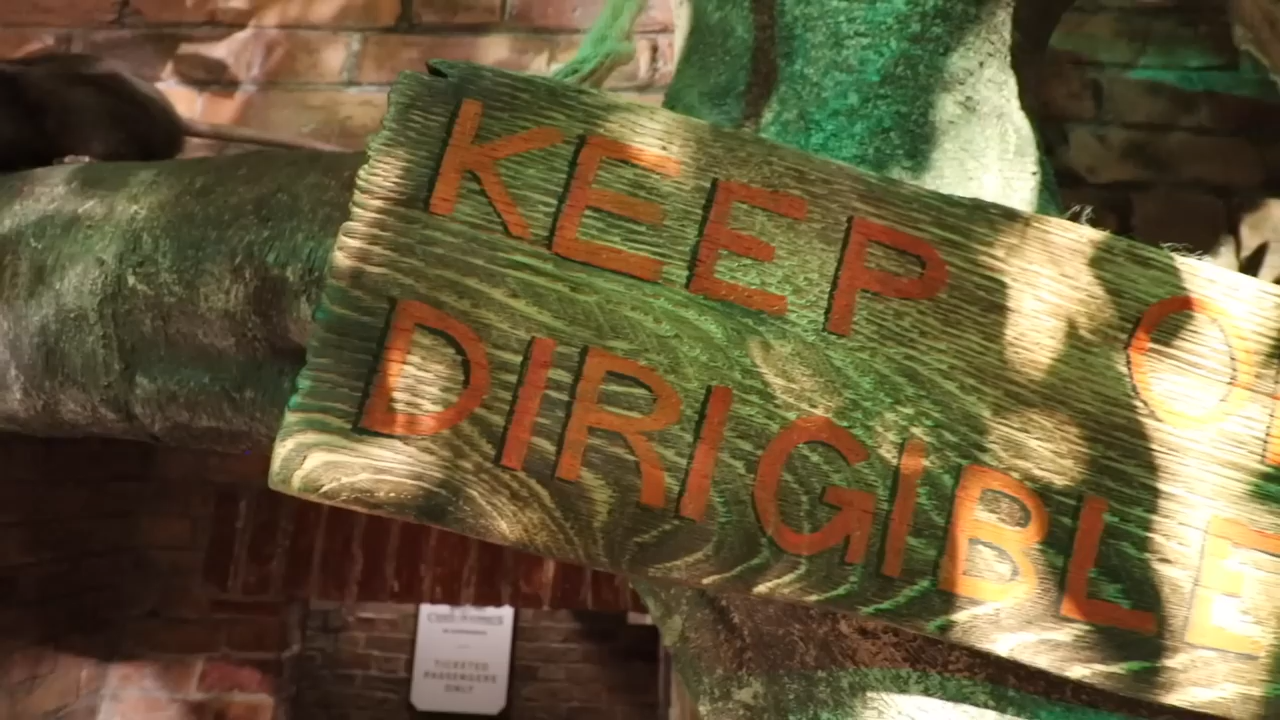 KEEP O
DIRIGIBLE
TICKETED
PASSENGERS
ONLY